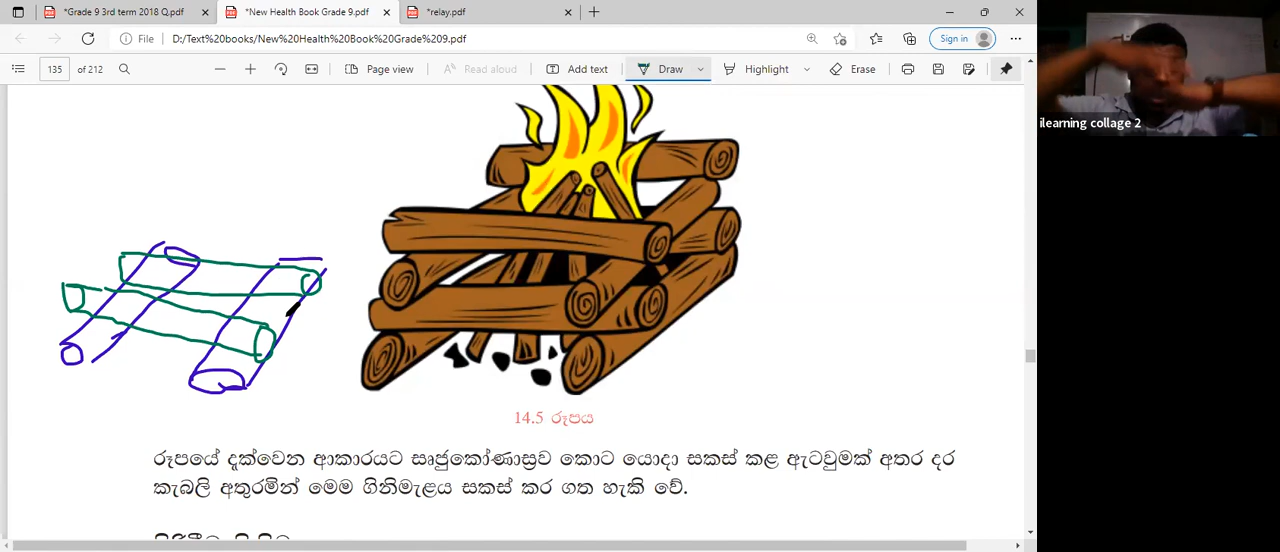 *Grade 9 3rd term 2018 Q.pdf
*New Health Book Grade 9.pdf
*relay.pdf
File
D:/Text%20books/New%20Health%20Book%20Grade%209.pdf
Sign in
135 of 212
Page view
Read aloud
Add text
Draw
Highlight
Erase
ilearning collage 2
14.5 රූපය
රූපයේ දැක්වෙන ආකාරයට ඍජුකෝණාස්‍රව කොට යොදා සකස් කළ ඇටවුමක් අතර දර
කැබලි අතුරමින් මෙම ගිනිමැළය සකස් කර ගත හැකි වේ.